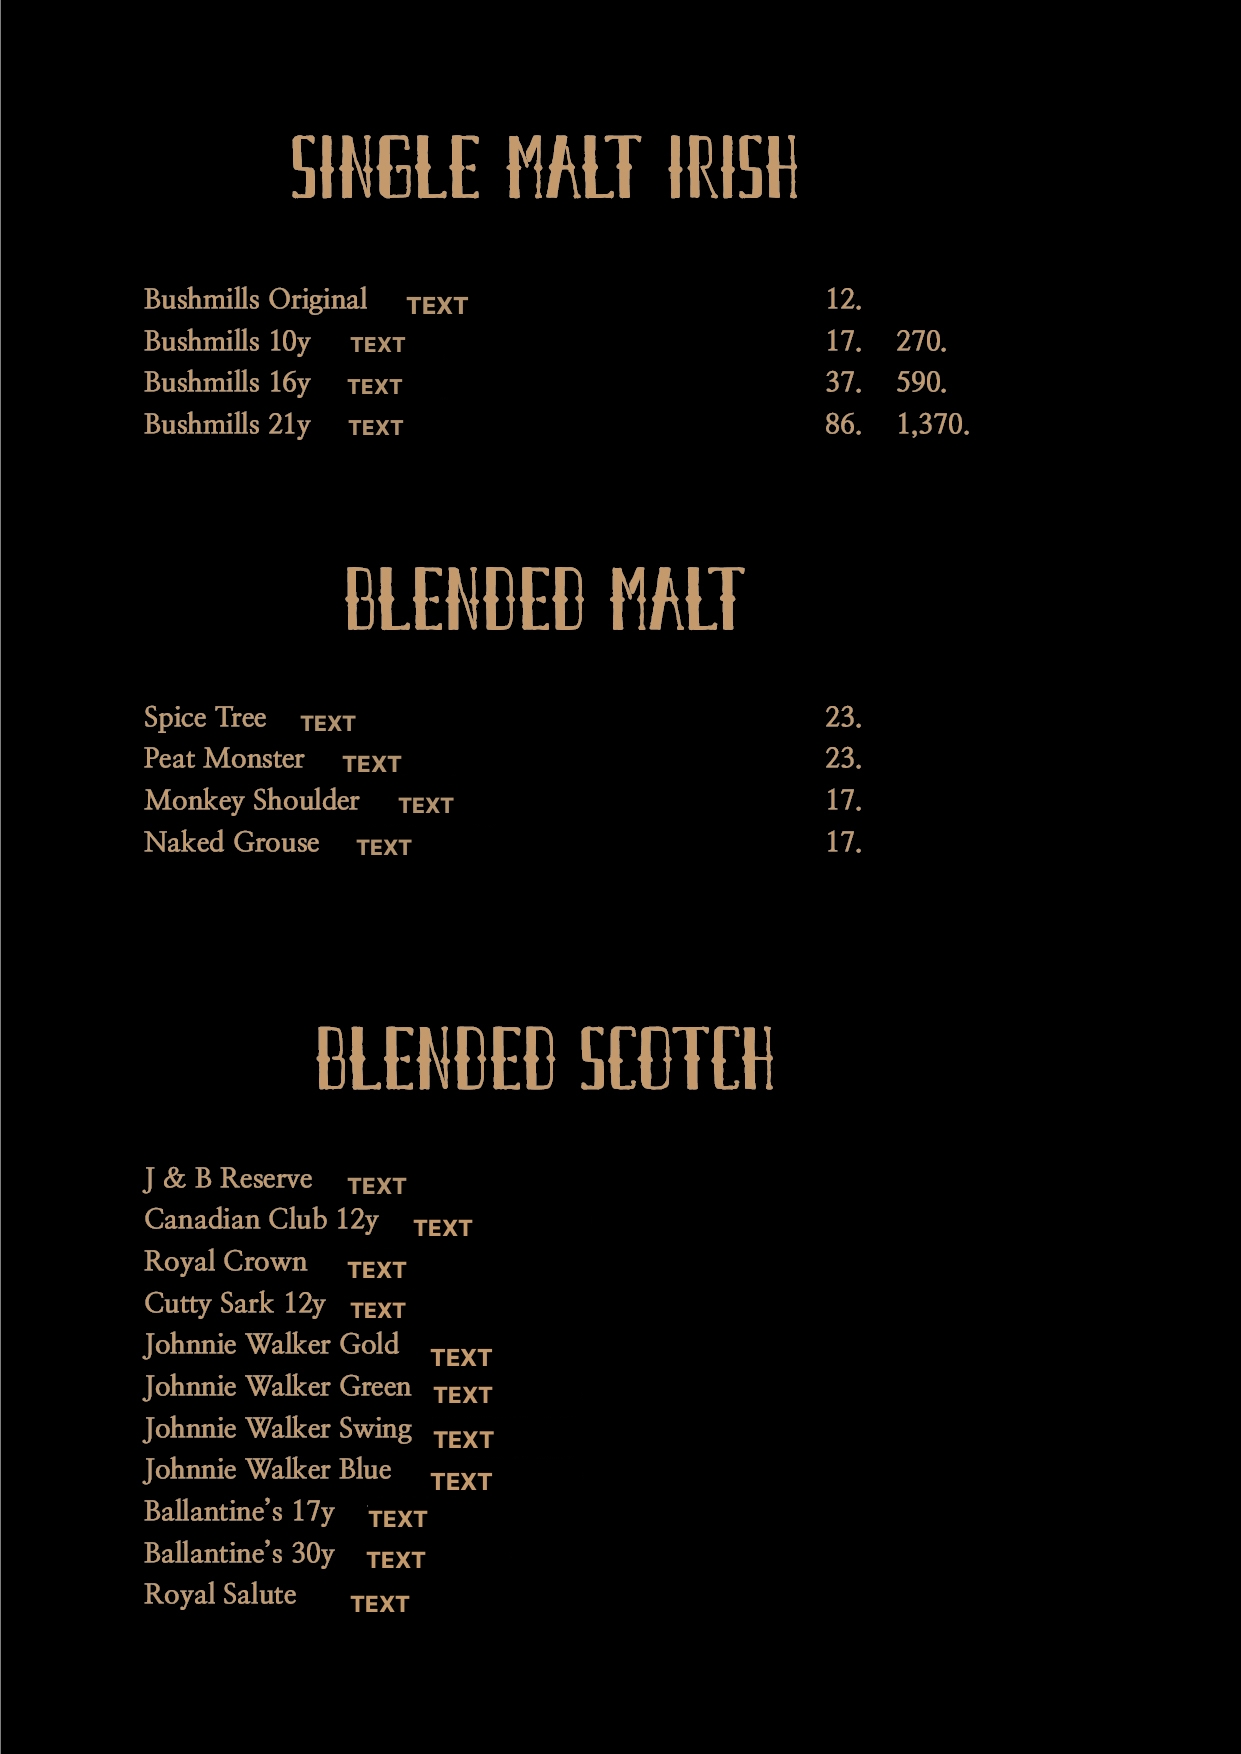 SINGLE MALT IRISH
Bushmills Original TEXT 12.
Bushmills 10y TEXT 17. 270.
Bushmills 16y TEXT 37. 590.
Bushmills 21y TEXT 86. 1,370.
BLENDED MALT
Spice Tree TEXT 23.
Peat Monster TEXT 23.
Monkey Shoulder TEXT 17.
Naked Grouse TEXT 17.
BLENDED SCOTCH
J & B Reserve TEXT
Canadian Club 12y TEXT
Royal Crown TEXT
Cutty Sark 12y TEXT
Johnnie Walker Gold TEXT
Johnnie Walker Green TEXT
Johnnie Walker Swing TEXT
Johnnie Walker Blue TEXT
Ballantine’s 17y TEXT
Ballantine’s 30y TEXT
Royal Salute TEXT